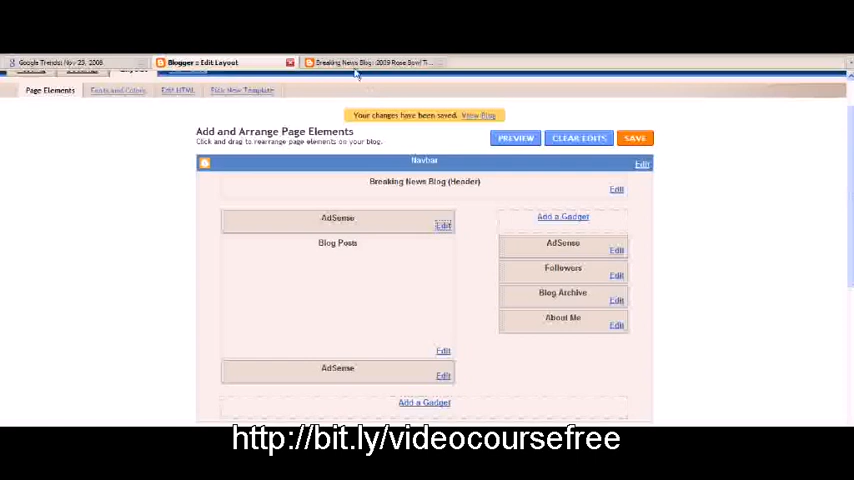 Google Trends: Nov 23, 2008
Blogger :: Edit Layout
Breaking News Blog: 2009 Rose Bowl Ti...
Page Elements
Fonts and Colors
Edit HTML
Pick New Template
Your changes have been saved. View Blog
Add and Arrange Page Elements
Click and drag to rearrange page elements on your blog.
PREVIEW
CLEAR EDITS
SAVE
Navbar
Edit
Breaking News Blog (Header)
Edit
AdSense
Edit
Blog Posts
Edit
AdSense
Edit
Add a Gadget
AdSense
Edit
Followers
Edit
Blog Archive
Edit
About Me
Edit
Add a Gadget
http://bit.ly/videocoursefree